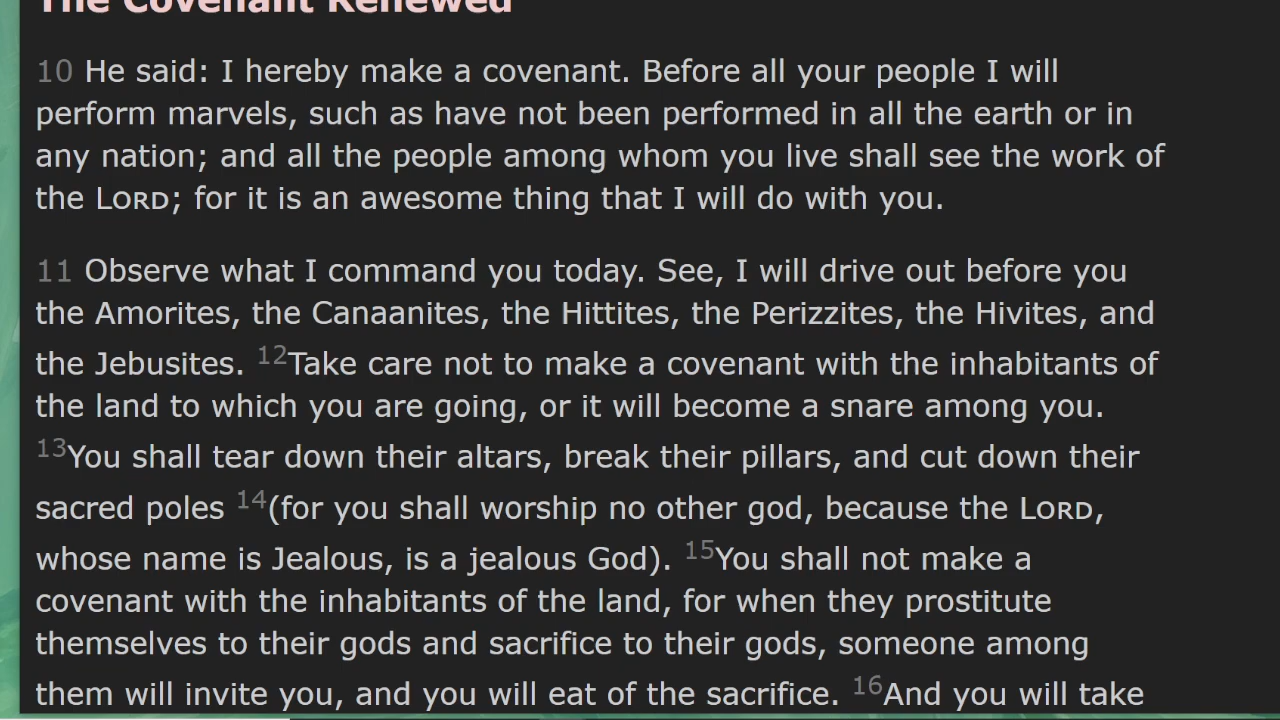 The Covenant Renewed
10 He said: I hereby make a covenant. Before all your people I will
perform marvels, such as have not been performed in all the earth or in
any nation; and all the people among whom you live shall see the work of
the LORD; for it is an awesome thing that I will do with you.
11 Observe what I command you today. See, I will drive out before you
the Amorites, the Canaanites, the Hittites, the Perizzites, the Hivites, and
the Jebusites. 12Take care not to make a covenant with the inhabitants of
the land to which you are going, or it will become a snare among you.
13You shall tear down their altars, break their pillars, and cut down their
sacred poles 14(for you shall worship no other god, because the LORD,
whose name is Jealous, is a jealous God). 15You shall not make a
covenant with the inhabitants of the land, for when they prostitute
themselves to their gods and sacrifice to their gods, someone among
them will invite you, and you will eat of the sacrifice. 16And you will take